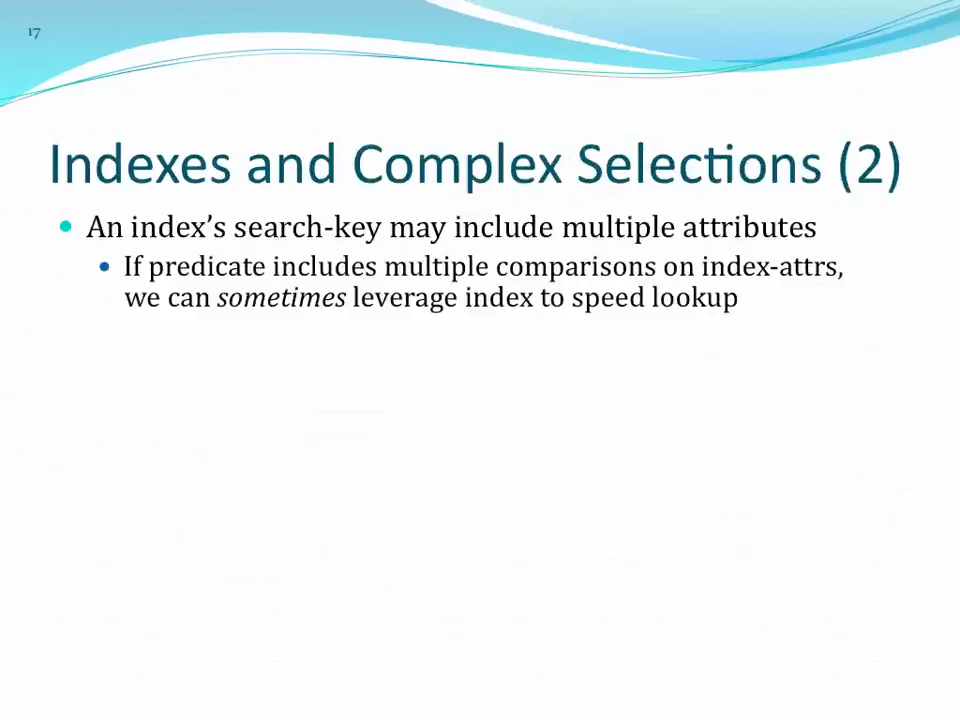 17
Indexes and Complex Selections (2)
An index’s search-key may include multiple attributes
If predicate includes multiple comparisons on index-attrs,
we can sometimes leverage index to speed lookup